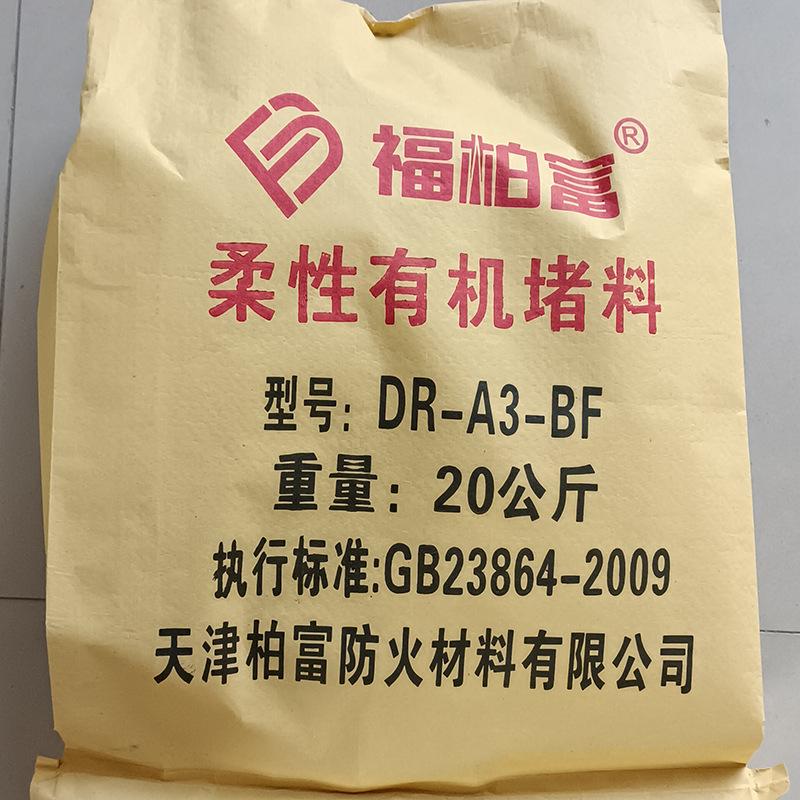 福柏富®
柔性有机堵料
型号: DR-A3-BF
重量: 20公斤
执行标准:GB23864-2009
天津柏富防火材料有限公司